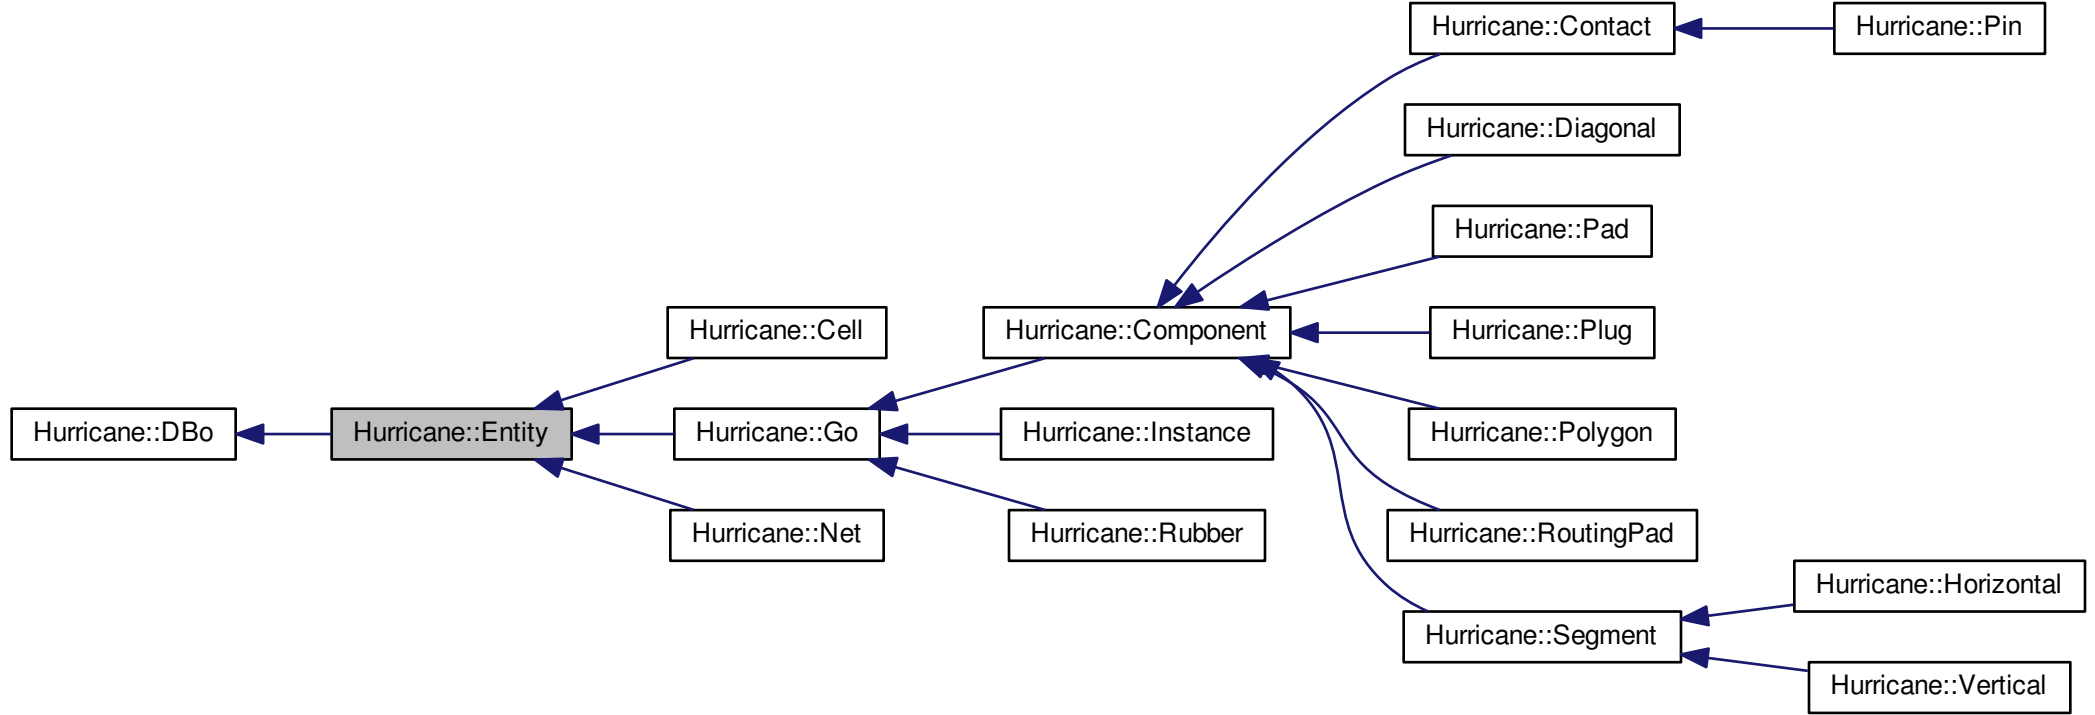 Hurricane::Contact
Hurricane::Pin
Hurricane::Diagonal
Hurricane::Pad
Hurricane::Cell
Hurricane::Component
Hurricane::Plug
Hurricane::DBo
Hurricane::Entity
Hurricane::Go
Hurricane::Instance
Hurricane::Polygon
Hurricane::Net
Hurricane::Rubber
Hurricane::RoutingPad
Hurricane::Horizontal
Hurricane::Segment
Hurricane::Vertical